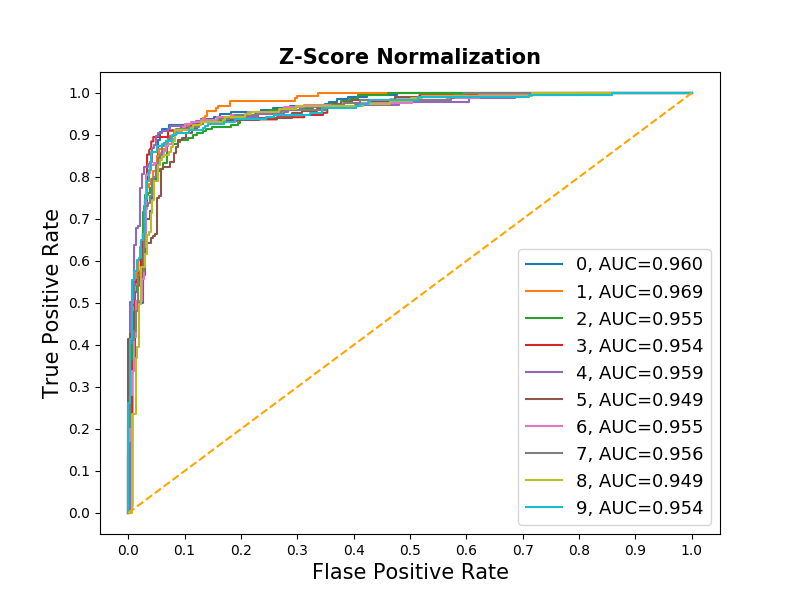 Z-Score Normalization
True Positive Rate
1.0
0.9
0.8
0.7
0.6
0.5
0.4
0.3
0.2
0.1
0.0
0, AUC=0.960
1, AUC=0.969
2, AUC=0.955
3, AUC=0.954
4, AUC=0.959
5, AUC=0.949
6, AUC=0.955
7, AUC=0.956
8, AUC=0.949
9, AUC=0.954
0.0 0.1 0.2 0.3 0.4 0.5 0.6 0.7 0.8 0.9 1.0
Flase Positive Rate